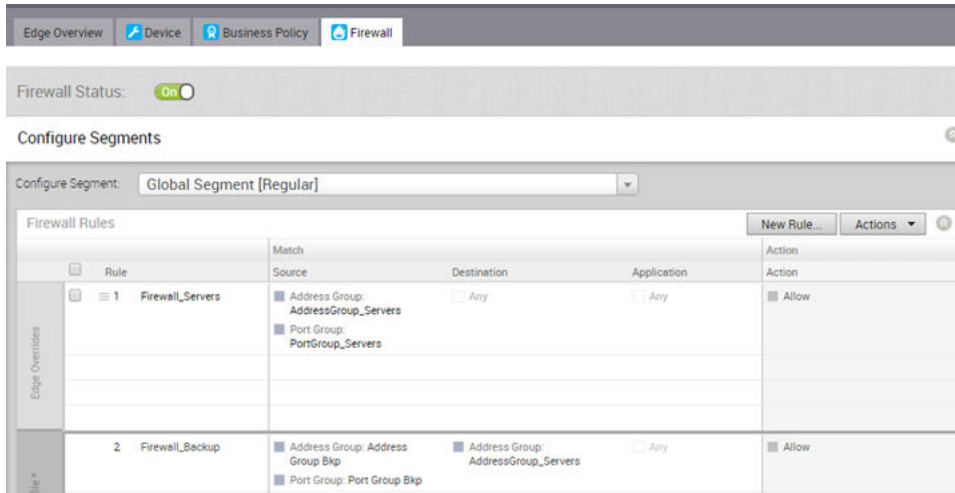 Edge Overview Device Business Policy Firewall
Firewall Status: On
Configure Segments
Configure Segment: Global Segment [Regular]
Firewall Rules New Rule... Actions
Match Action
Rule Source Destination Application Action
1 Firewall_Servers Address Group: Any Any Allow
AddressGroup_Servers
Port Group:
PortGroup_Servers
Edge Overrides
2 Firewall_Backup Address Group: Address Address Group: Any Allow
Group Bkp AddressGroup_Servers
Port Group: Port Group Bkp